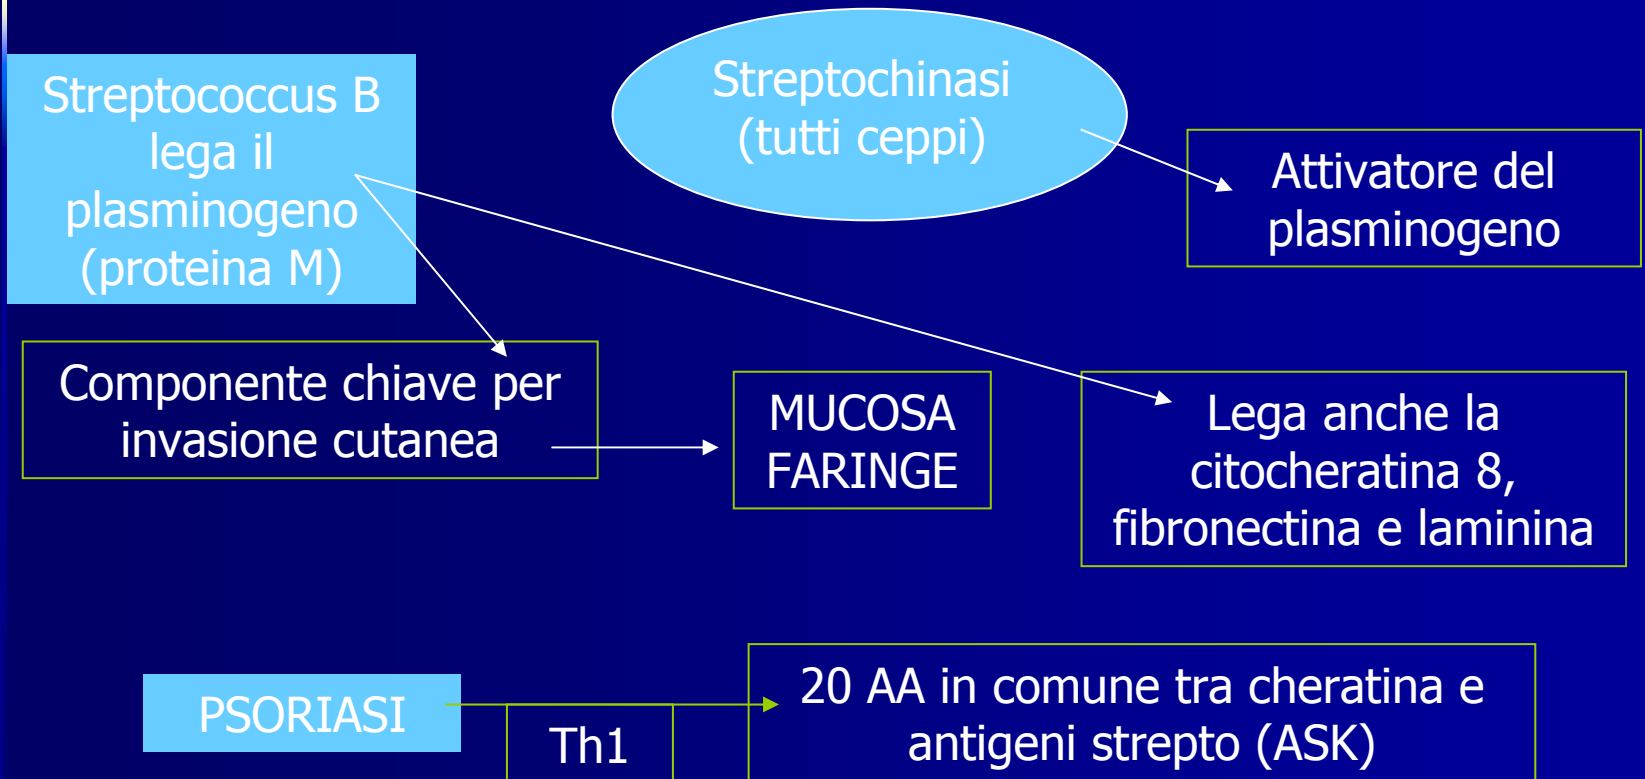 Streptococcus B
lega il
plasminogeno
(proteina M)
Streptochinasi
(tutti ceppi)
Attivatore del
plasminogeno
Componente chiave per
invasione cutanea
MUCOSA
FARINGE
Lega anche la
citocheratina 8,
fibronectina e laminina
PSORIASI
Th1
20 AA in comune tra cheratina e
antigeni strepto (ASK)